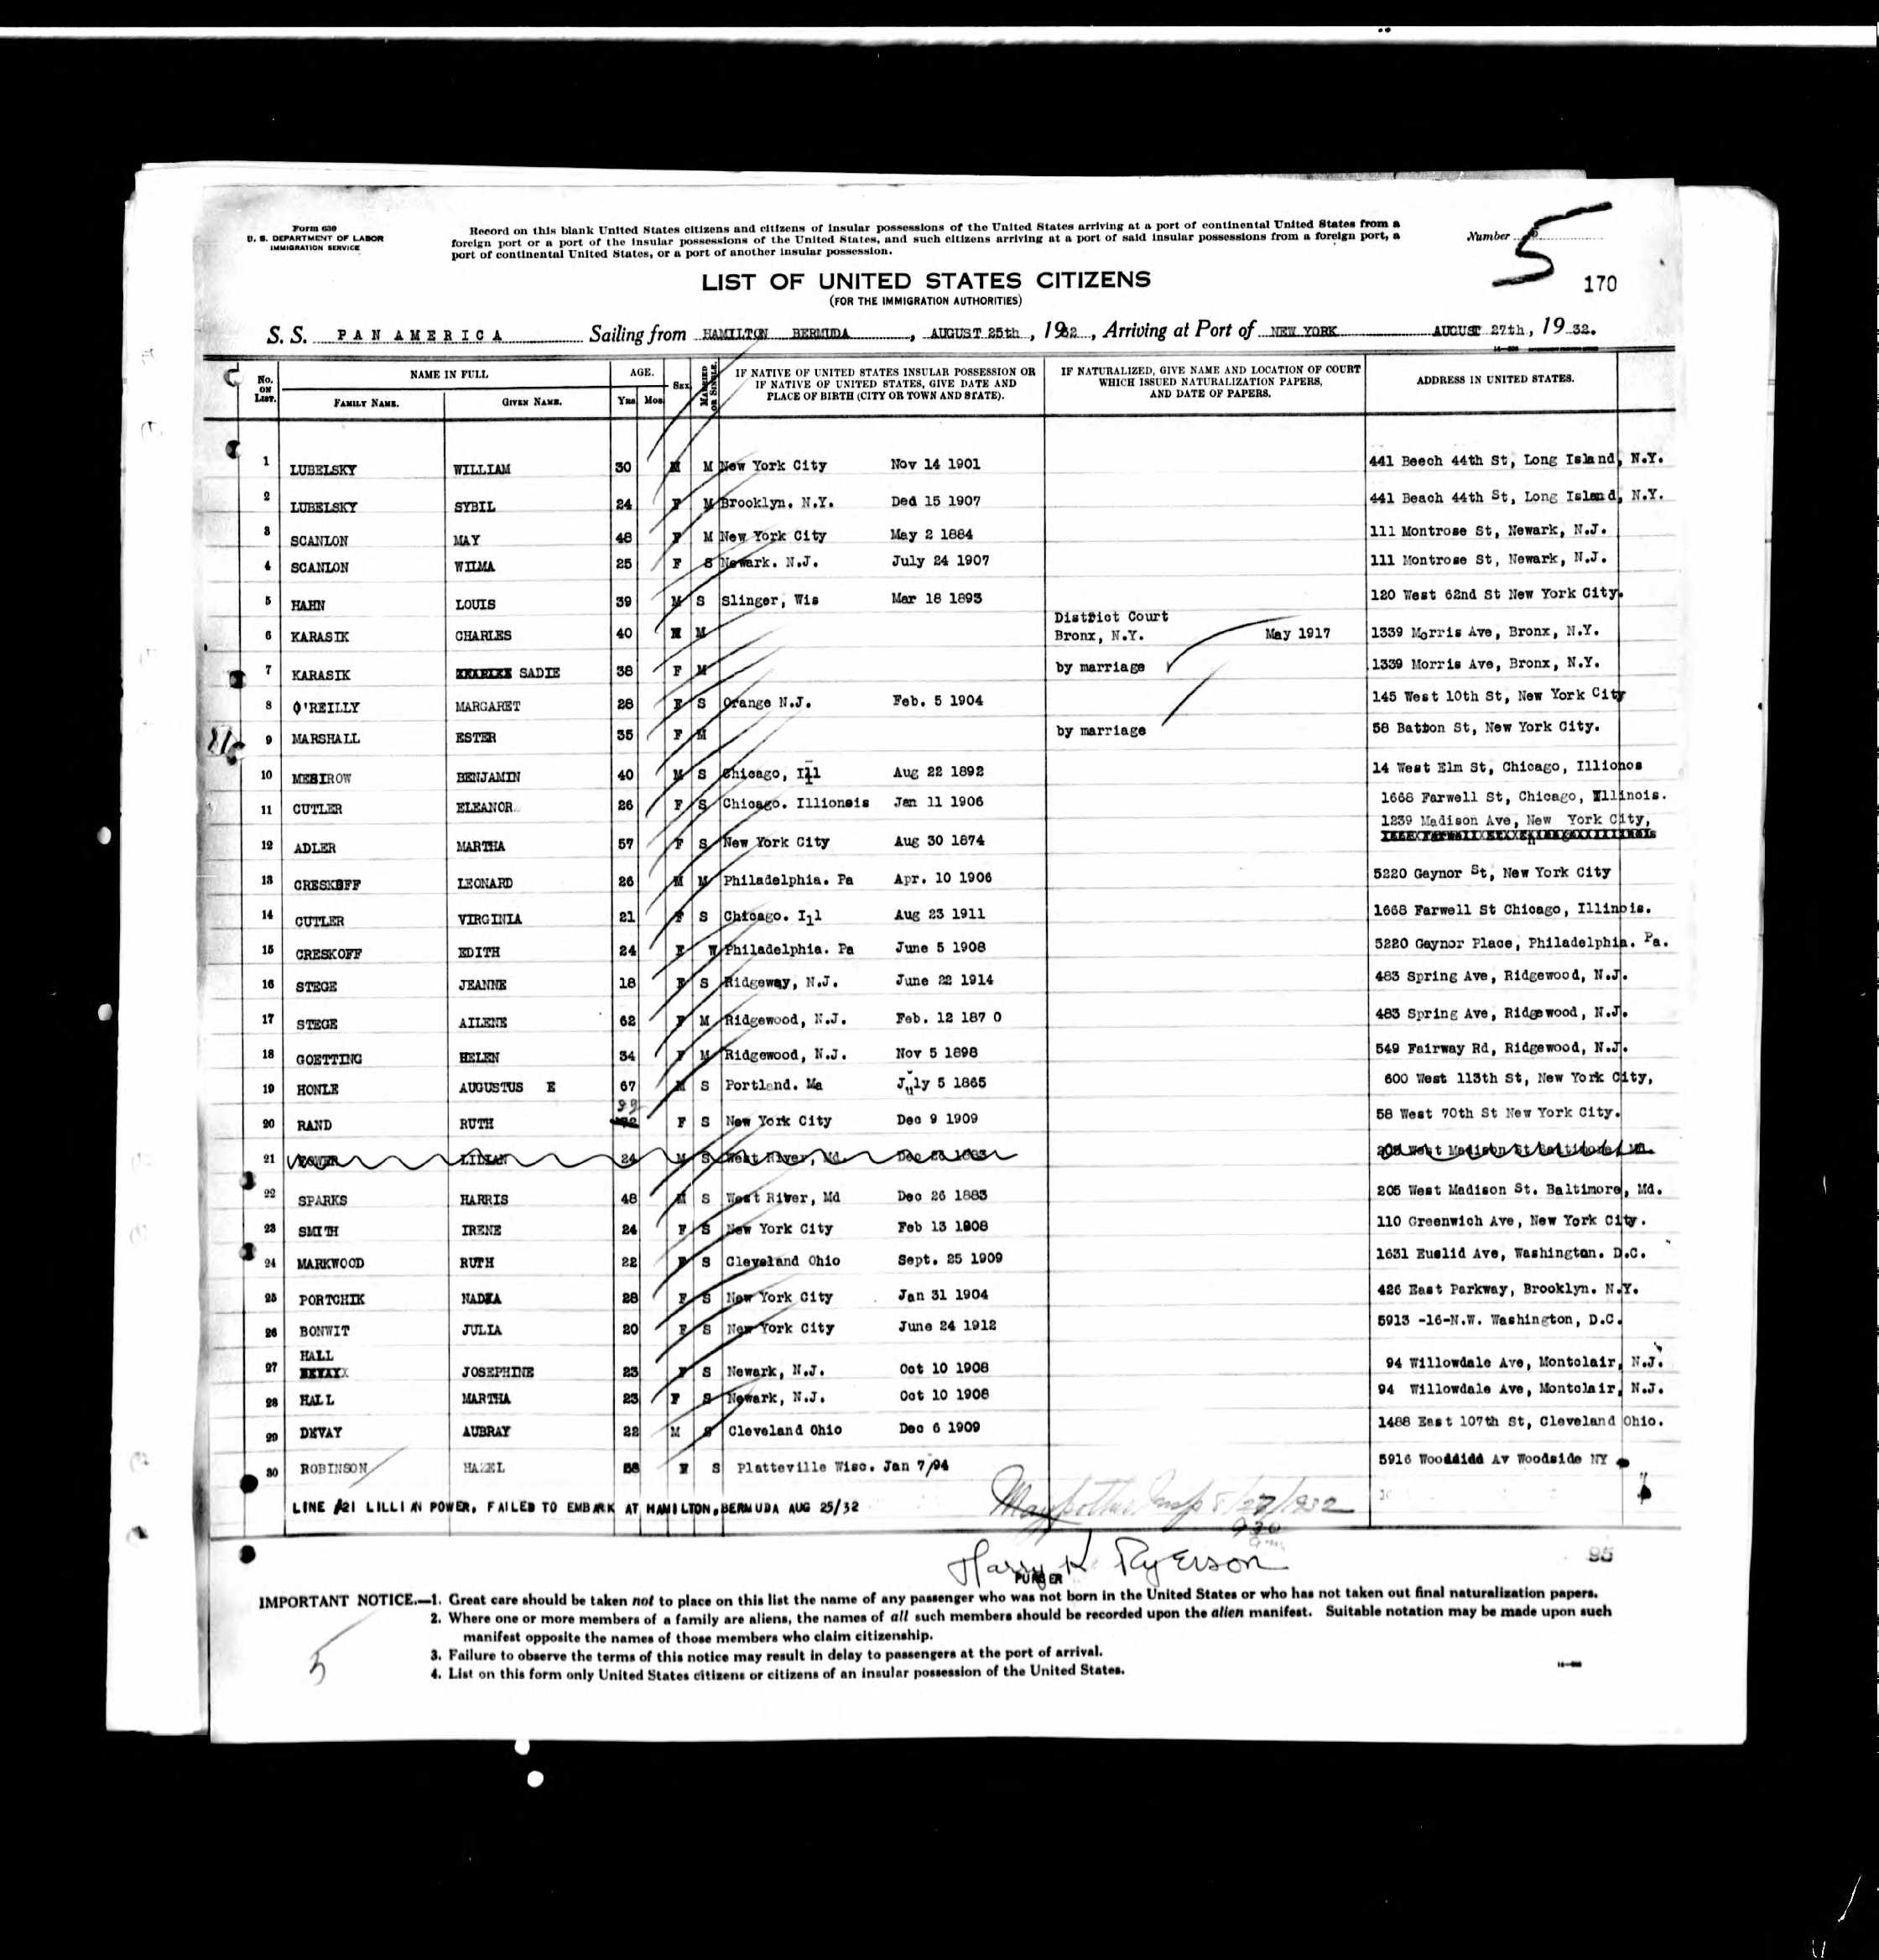 Form 630
U. S. DEPARTMENT OF LABOR
IMMIGRATION SERVICE
Record on this blank United States citizens and citizens of insular possessions of the United States arriving at a port of continental United States from a
foreign port or a port of the insular possessions of the United States, and such citizens arriving at a port of said insular possessions from a foreign port, a
port of continental United States, or a port of another insular possession.
Number 5
170
LIST OF UNITED STATES CITIZENS
(FOR THE IMMIGRATION AUTHORITIES)
S. S. PAN AMERICA Sailing from HAMILTON BERMUDA, AUGUST 25th, 1932, Arriving at Port of NEW YORK AUGUST 27th, 19 32.
No. ON LIST. NAME IN FULL AGE. SEX MARRIED OR SINGLE. IF NATIVE OF UNITED STATES INSULAR POSSESSION OR IF NATIVE OF UNITED STATES, GIVE DATE AND PLACE OF BIRTH (CITY OR TOWN AND STATE). IF NATURALIZED, GIVE NAME AND LOCATION OF COURT WHICH ISSUED NATURALIZATION PAPERS, AND DATE OF PAPERS. ADDRESS IN UNITED STATES.
FAMILY NAME. GIVEN NAME. Yrs Mos
1 LUBELSKY WILLIAM 30 M M New York City Nov 14 1901 441 Beech 44th St, Long Island, N.Y.
2 LUBELSKY SYBIL 24 F M Brooklyn. N.Y. Ded 15 1907 441 Beach 44th St, Long Island, N.Y.
3 SCANLON MAY 48 F M New York City May 2 1884 111 Montrose St, Newark, N.J.
4 SCANLON WILMA 25 F S Newark. N.J. July 24 1907 111 Montrose St, Newark, N.J.
5 HAHN LOUIS 39 M S Slinger, Wis Mar 18 1893 120 West 62nd St New York City.
6 KARASIK CHARLES 40 M M District Court Bronx, N.Y. May 1917 1339 Morris Ave, Bronx, N.Y.
7 KARASIK SADIE 38 F M by marriage 1339 Morris Ave, Bronx, N.Y.
8 O'REILLY MARGARET 28 F S Orange N.J. Feb. 5 1904 145 West 10th St, New York City
9 MARSHALL ESTER 35 F M by marriage 58 Batton St, New York City.
10 MESIROW BENJAMIN 40 M S Chicago, Ill Aug 22 1892 14 West Elm St, Chicago, Illionos
11 CUTLER ELEANOR 26 F S Chicago. Illioneis Jan 11 1906 1668 Farwell St, Chicago, Illinois.
12 ADLER MARTHA 57 F S New York City Aug 30 1874 1239 Madison Ave, New York City,
13 CRESKOFF LEONARD 26 M M Philadelphia. Pa Apr. 10 1906 5220 Gaynor St, New York City
14 CUTLER VIRGINIA 21 F S Chicago. Ill Aug 23 1911 1668 Farwell St Chicago, Illinois.
15 CRESKOFF EDITH 24 F W Philadelphia. Pa June 5 1908 5220 Gaynor Place, Philadelphia. Pa.
16 STEGE JEANNE 18 F S Ridgeway, N.J. June 22 1914 483 Spring Ave, Ridgewood, N.J.
17 STEGE AILENE 62 F M Ridgewood, N.J. Feb. 12 187 0 483 Spring Ave, Ridgewood, N.J.
18 GOETTING HELEN 34 F M Ridgewood, N.J. Nov 5 1898 549 Fairway Rd, Ridgewood, N.J.
19 HONLE AUGUSTUS E 67 M S Portland. Ma July 5 1865 600 West 113th St, New York City,
20 RAND RUTH 22 F S New York City Dec 9 1909 58 West 70th St New York City.
21 POWER LILIAN 24 M S West River, Md
22 SPARKS HARRIS 48 M S West River, Md Dec 26 1883 205 West Madison St. Baltimore, Md.
23 SMITH IRENE 24 F S New York City Feb 13 1908 110 Greenwich Ave, New York City.
24 MARKWOOD RUTH 22 F S Cleveland Ohio Sept. 25 1909 1631 Euslid Ave, Washington. D.C.
25 PORTCHIK NADIA 28 F S New York City Jan 31 1904 426 East Parkway, Brooklyn. N.Y.
26 BONWIT JULIA 20 F S New York City June 24 1912 5913 -16-N.W. Washington, D.C.
27 HALL JOSEPHINE 23 F S Newark, N.J. Oct 10 1908 94 Willowdale Ave, Montclair, N.J.
28 HALL MARTHA 23 F S Newark, N.J. Oct 10 1908 94 Willowdale Ave, Montclair, N.J.
29 DEVAY AUBRAY 22 M S Cleveland Ohio Dec 6 1909 1488 East 107th St, Cleveland Ohio.
30 ROBINSON HAZEL 38 S Platteville Wisc. Jan 7/94 5916 Av Woodside NY
LINE #21 LILLIAN POWER, FAILED TO EMBARK AT HAMILTON, BERMUDA AUG 25/32
8/27/1932
930
Harry K Ryerson
PURSER
95
IMPORTANT NOTICE.—1. Great care should be taken not to place on this list the name of any passenger who was not born in the United States or who has not taken out final naturalization papers.
2. Where one or more members of a family are aliens, the names of all such members should be recorded upon the alien manifest. Suitable notation may be made upon such
manifest opposite the names of those members who claim citizenship.
3. Failure to observe the terms of this notice may result in delay to passengers at the port of arrival.
4. List on this form only United States citizens or citizens of an insular possession of the United States.
5